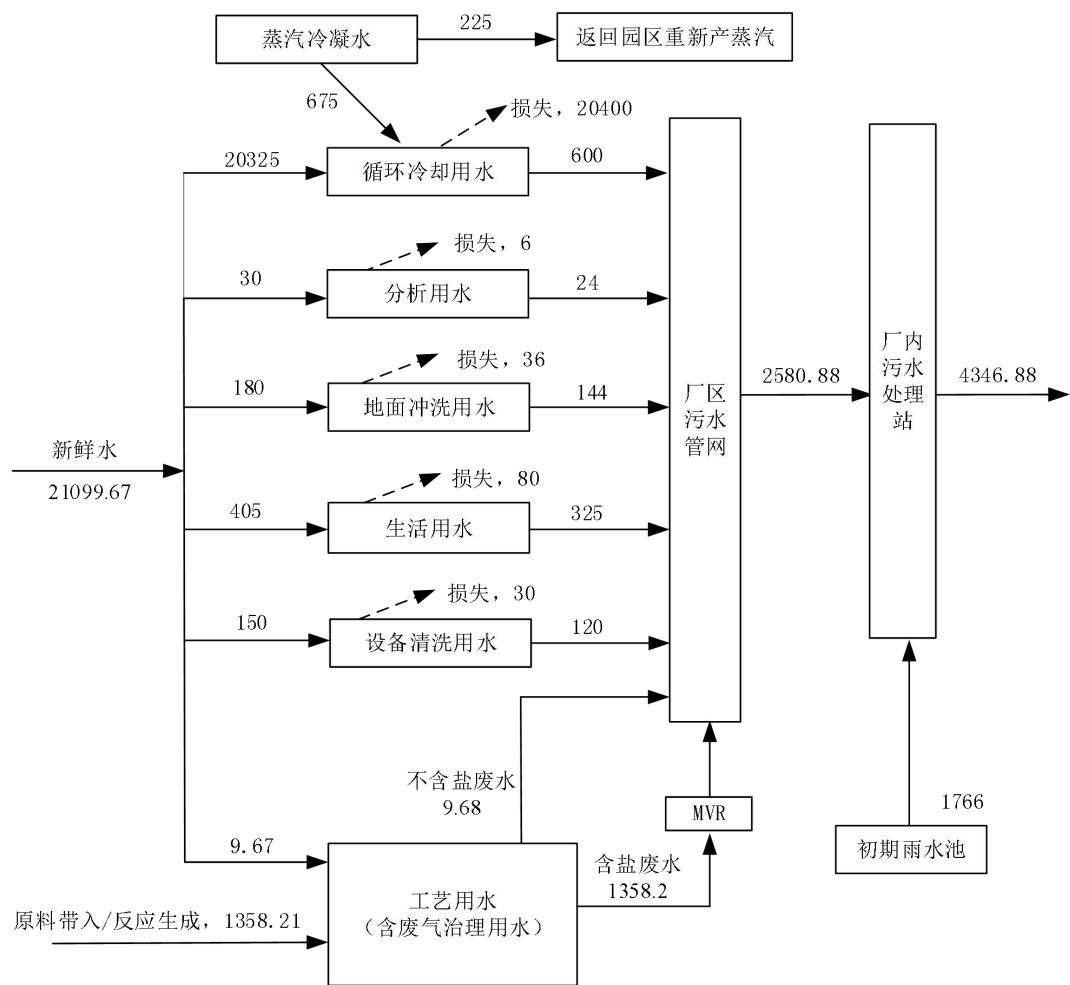 蒸汽冷凝水
225
返回园区重新产蒸汽
675
损失，20400
20325
循环冷却用水
600
损失，6
30
分析用水
24
损失，36
180
地面冲洗用水
144
新鲜水
21099.67
损失，80
405
生活用水
325
损失，30
150
设备清洗用水
120
厂区
污水
管网
2580.88
厂内
污水
处理
站
4346.88
不含盐废水
9.68
MVR
1766
初期雨水池
9.67
含盐废水
1358.2
工艺用水
（含废气治理用水）
原料带入/反应生成，1358.21